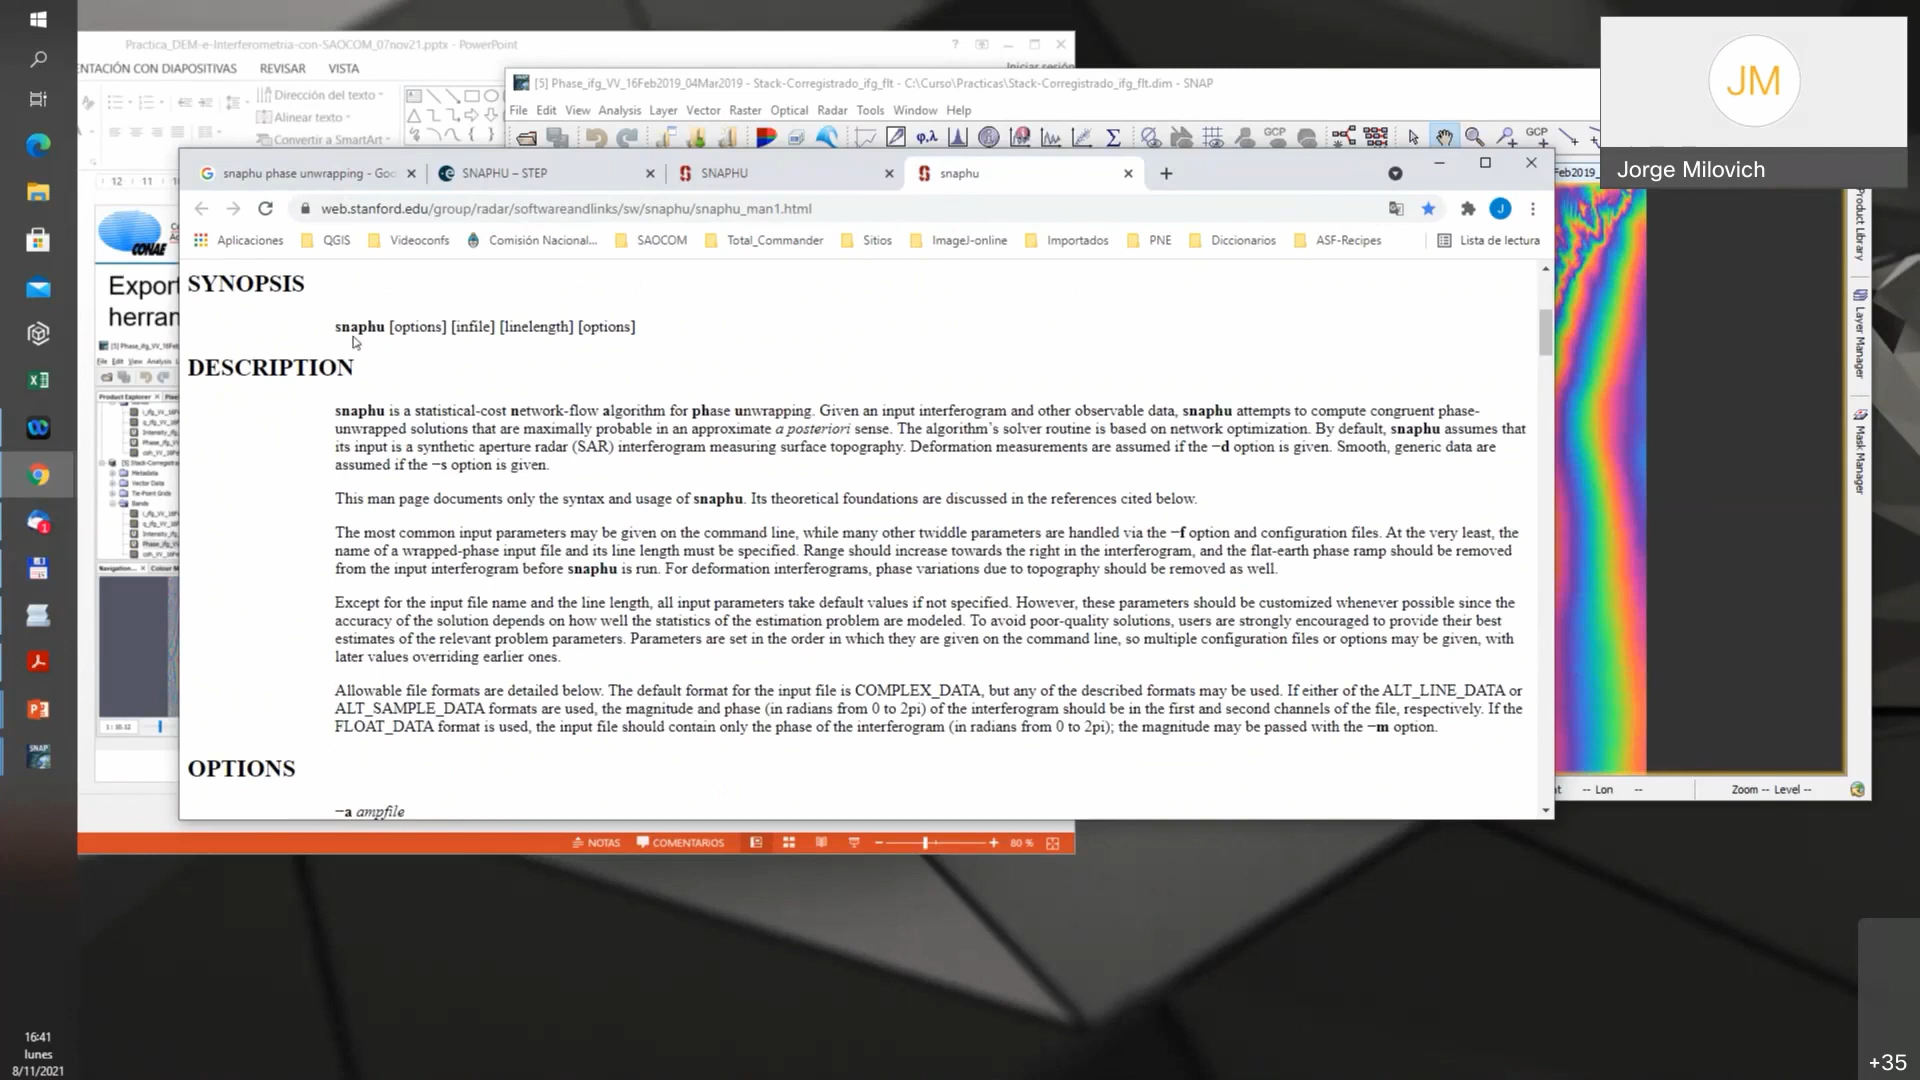 Practica_DEM-e-Interferometria-con-SAOCOM_07nov21.pptx - PowerPoint
NTACIÓN CON DIAPOSITIVAS REVISAR VISTA
Iniciar sesión
Dirección del texto
Alinear texto
Convertir a SmartArt
[5] Phase_ifg_VV_16Feb2019_04Mar2019 - Stack-Corregistrado_ifg_flt - C:\Curso\Practicas\Stack-Corregistrado_ifg_flt.dim - SNAP
File Edit View Analysis Layer Vector Raster Optical Radar Tools Window Help
JM
Jorge Milovich
snaphu phase unwrapping - Goo
SNAPHU – STEP
SNAPHU
snaphu
web.stanford.edu/group/radar/softwareandlinks/sw/snaphu/snaphu_man1.html
Aplicaciones QGIS Videoconfs Comisión Nacional... SAOCOM Total_Commander Sitios ImageJ-online Importados PNE Diccionarios ASF-Recipes Lista de lectura
12 11
CONAE
Export
herran
SYNOPSIS
snaphu [options] [infile] [linelength] [options]
DESCRIPTION
snaphu is a statistical-cost network-flow algorithm for phase unwrapping. Given an input interferogram and other observable data, snaphu attempts to compute congruent phase-
unwrapped solutions that are maximally probable in an approximate a posteriori sense. The algorithm's solver routine is based on network optimization. By default, snaphu assumes that
its input is a synthetic aperture radar (SAR) interferogram measuring surface topography. Deformation measurements are assumed if the −d option is given. Smooth, generic data are
assumed if the −s option is given.
This man page documents only the syntax and usage of snaphu. Its theoretical foundations are discussed in the references cited below.
The most common input parameters may be given on the command line, while many other twiddle parameters are handled via the −f option and configuration files. At the very least, the
name of a wrapped-phase input file and its line length must be specified. Range should increase towards the right in the interferogram, and the flat-earth phase ramp should be removed
from the input interferogram before snaphu is run. For deformation interferograms, phase variations due to topography should be removed as well.
Except for the input file name and the line length, all input parameters take default values if not specified. However, these parameters should be customized whenever possible since the
accuracy of the solution depends on how well the statistics of the estimation problem are modeled. To avoid poor-quality solutions, users are strongly encouraged to provide their best
estimates of the relevant problem parameters. Parameters are set in the order in which they are given on the command line, so multiple configuration files or options may be given, with
later values overriding earlier ones.
Allowable file formats are detailed below. The default format for the input file is COMPLEX_DATA, but any of the described formats may be used. If either of the ALT_LINE_DATA or
ALT_SAMPLE_DATA formats are used, the magnitude and phase (in radians from 0 to 2pi) of the interferogram should be in the first and second channels of the file, respectively. If the
FLOAT_DATA format is used, the input file should contain only the phase of the interferogram (in radians from 0 to 2pi); the magnitude may be passed with the −m option.
OPTIONS
−a ampfile
Product Library
Layer Manager
Mask Manager
-- Lon -- Zoom -- Level --
NOTAS COMENTARIOS 80 %
16:41
lunes
8/11/2021
+35